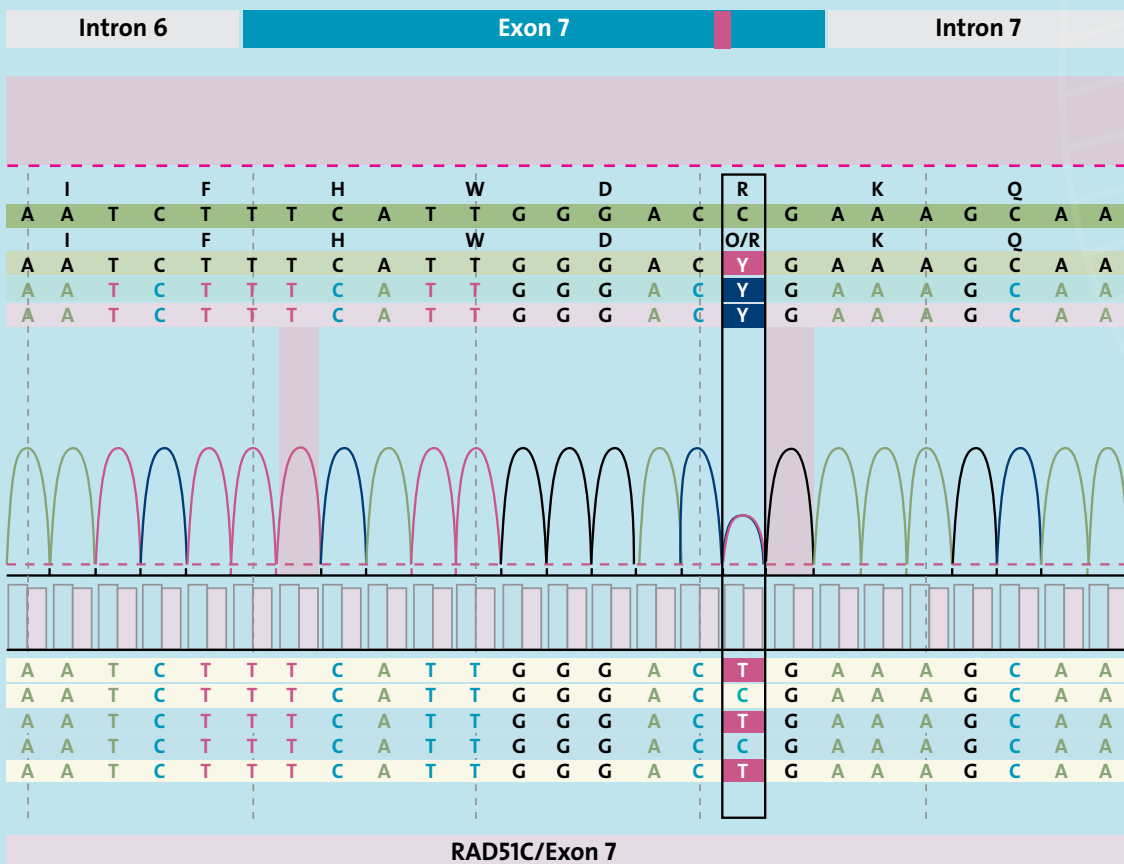 Intron 6 Exon 7 Intron 7
I F H W D R K Q
A A T C T T T C A T T G G G A C C G A A A G C A A
I F H W D O/R K Q
A A T C T T T C A T T G G G A C Y G A A A G C A A
A A T C T T T C A T T G G G A C Y G A A A G C A A
A A T C T T T C A T T G G G A C Y G A A A G C A A
A A T C T T T C A T T G G G A C T G A A A G C A A
A A T C T T T C A T T G G G A C C G A A A G C A A
A A T C T T T C A T T G G G A C T G A A A G C A A
A A T C T T T C A T T G G G A C C G A A A G C A A
A A T C T T T C A T T G G G A C T G A A A G C A A
RAD51C/Exon 7